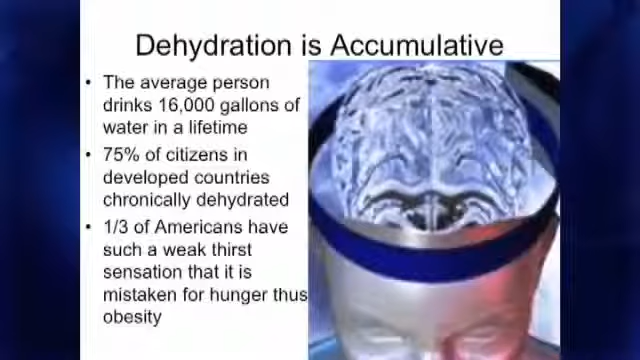 Dehydration is Accumulative
• The average person
drinks 16,000 gallons of
water in a lifetime
• 75% of citizens in
developed countries
chronically dehydrated
• 1/3 of Americans have
such a weak thirst
sensation that it is
mistaken for hunger thus
obesity